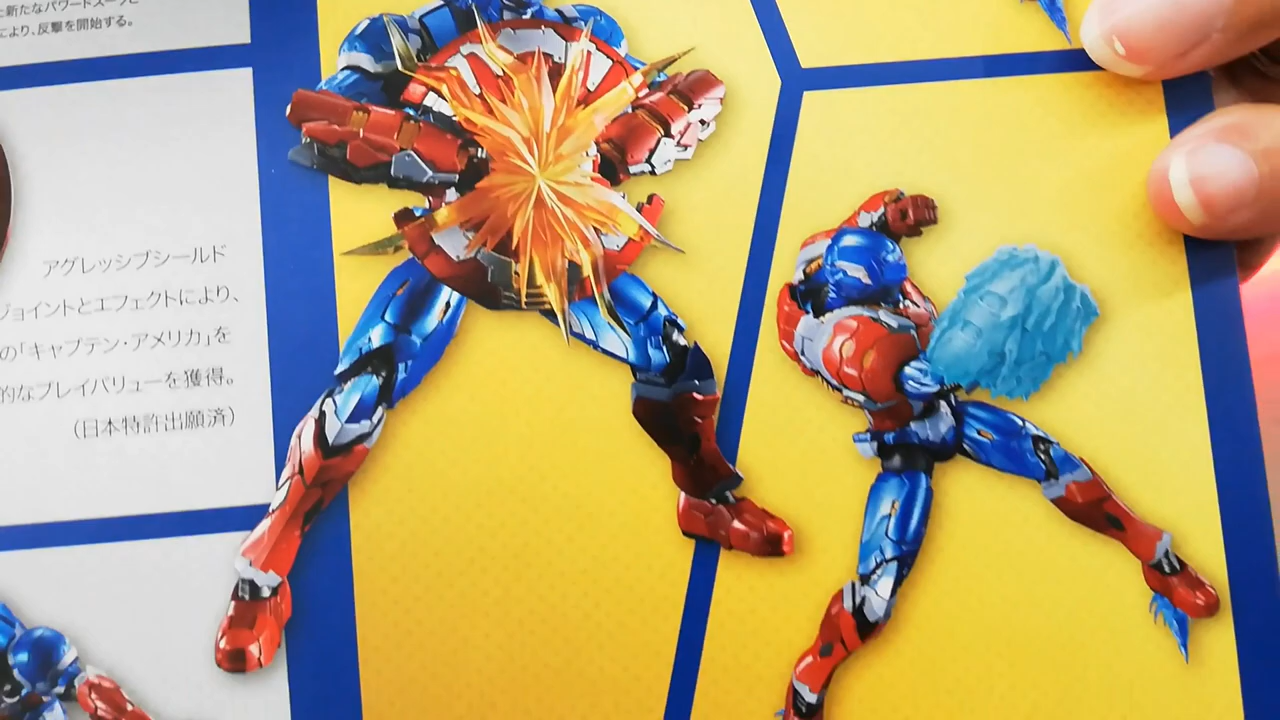 た新たなパワードスーツと
により、反撃を開始する。
アグレッシブシールド
ジョイントとエフェクトにより、
の「キャプテン・アメリカ」を
的なプレイバリューを獲得。
(日本特許出願済)